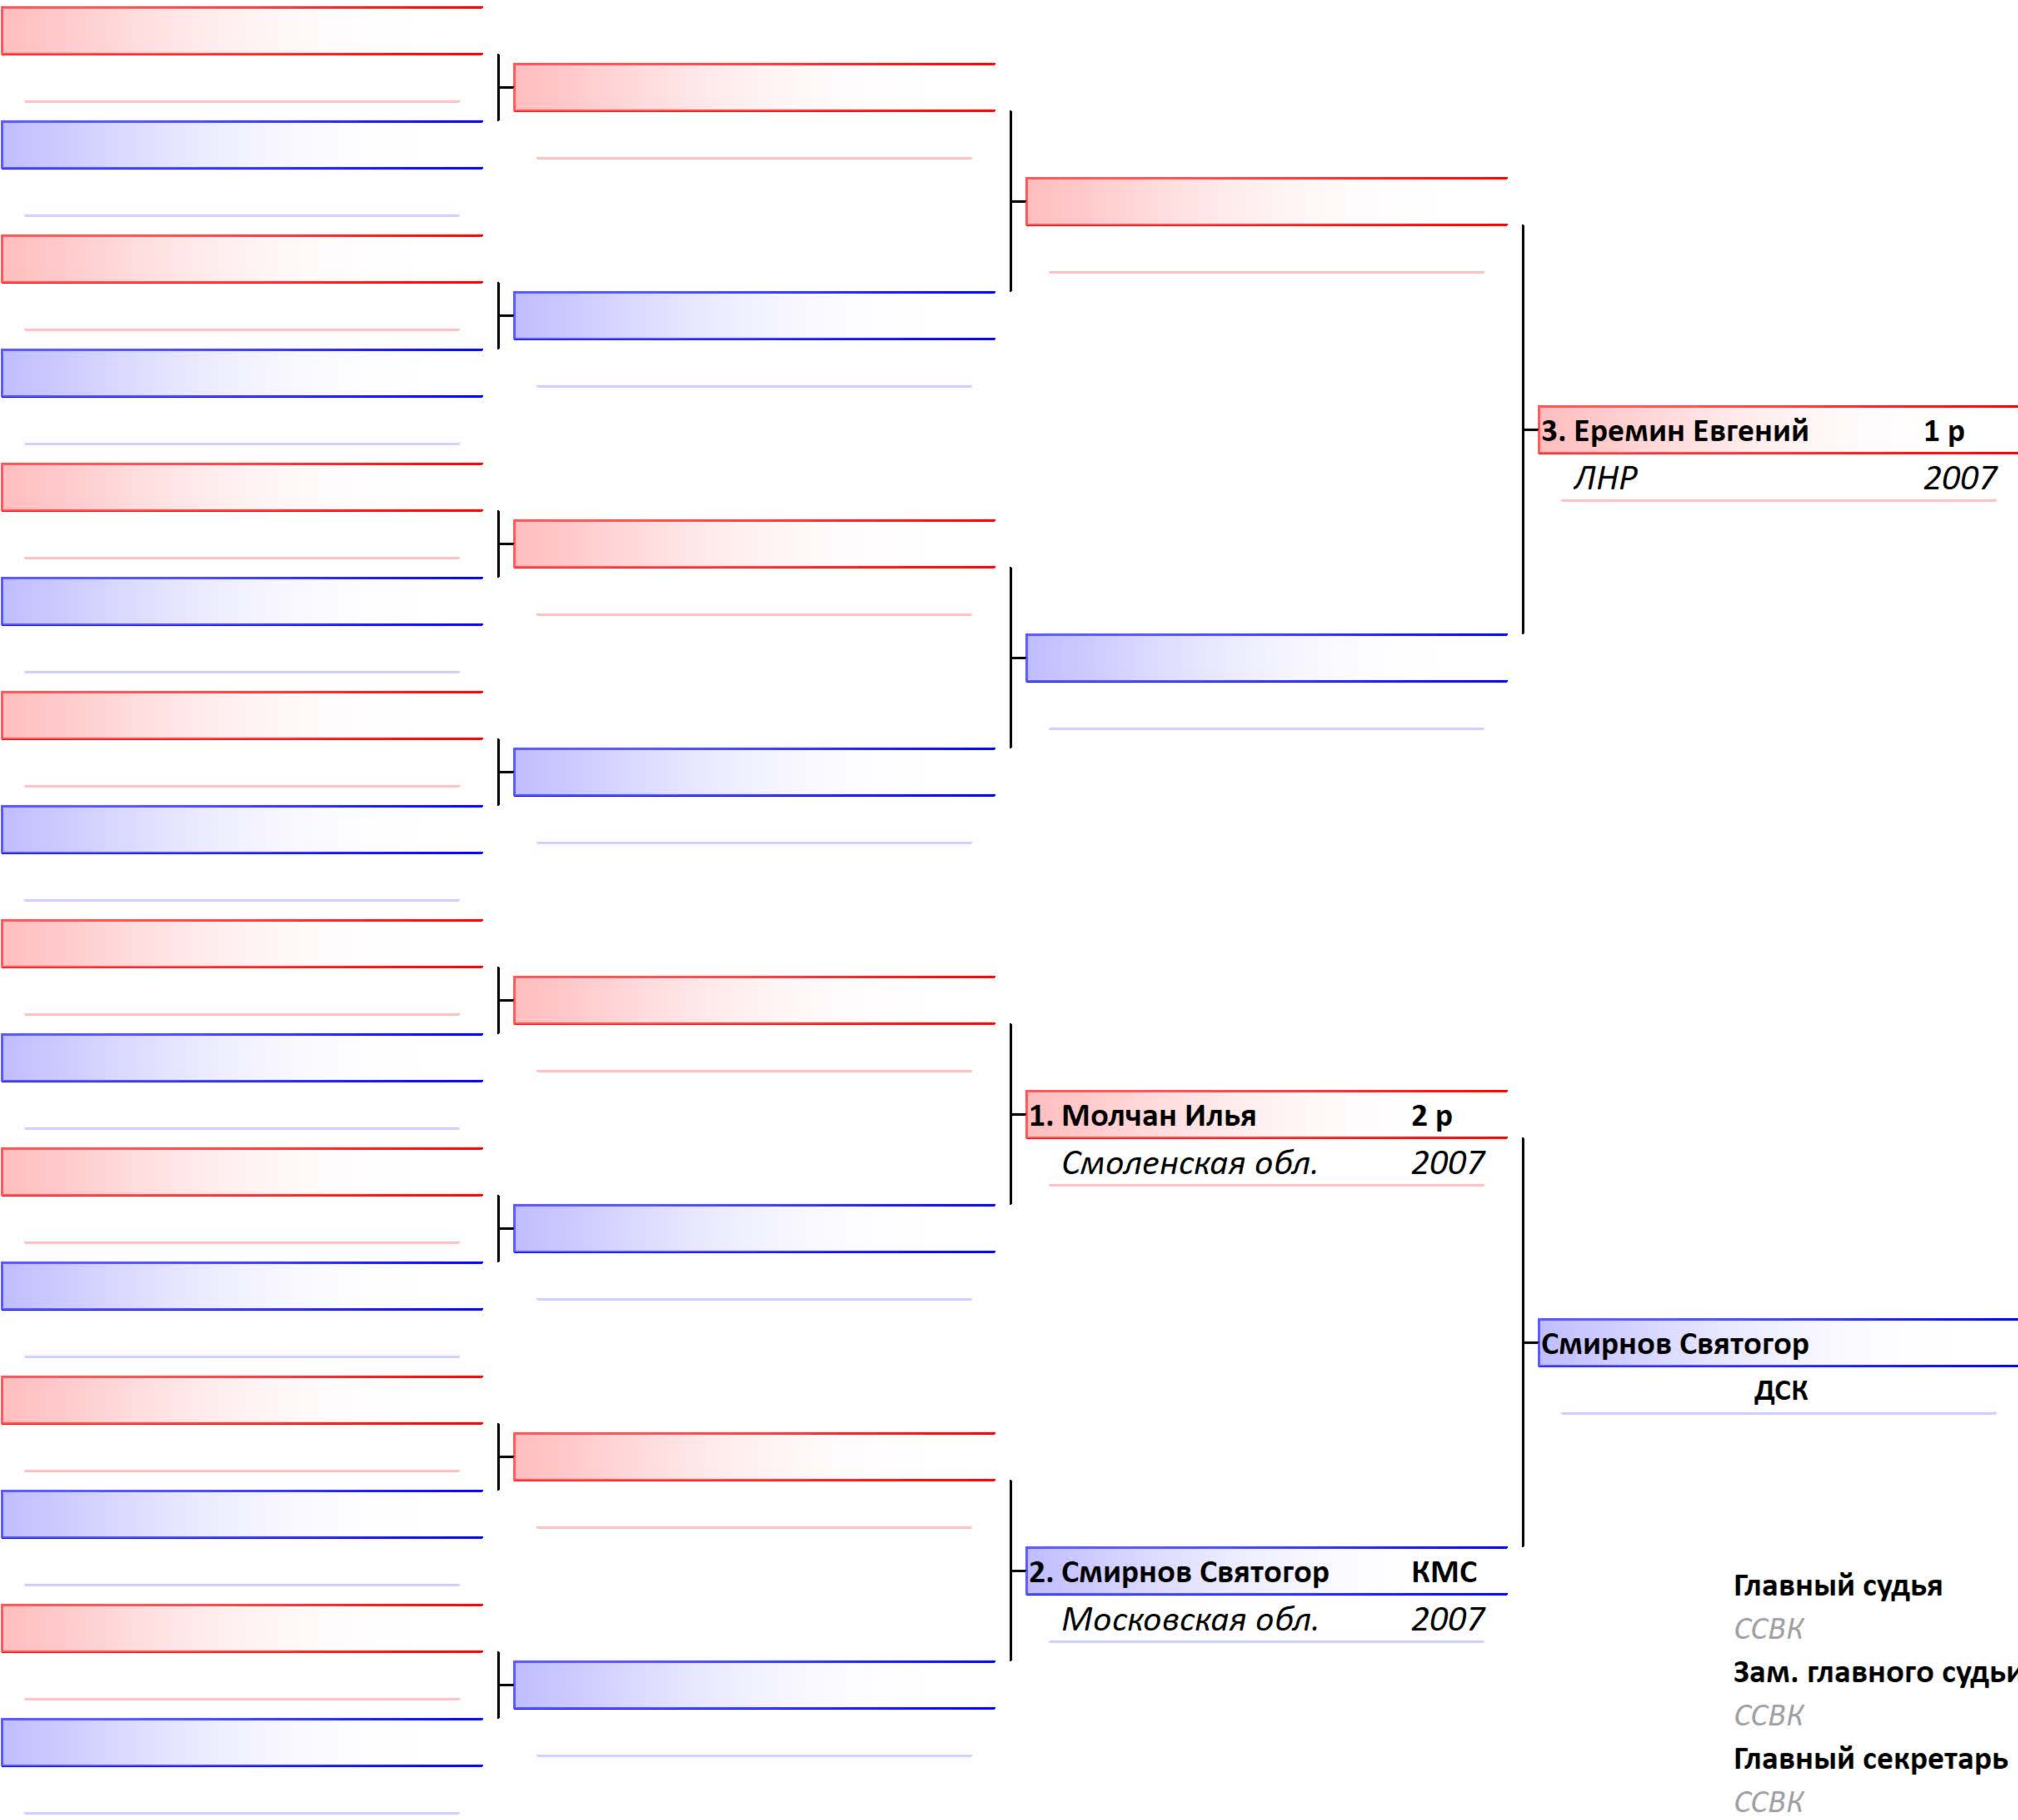 3. Еремин Евгений 1 р
ЛНР 2007
1. Молчан Илья 2 р
Смоленская обл. 2007
Смирнов Святогор
ДСК
2. Смирнов Святогор КМС
Московская обл. 2007
Главный судья
ССВК
Зам. главного судьи
ССВК
Главный секретарь
ССВК